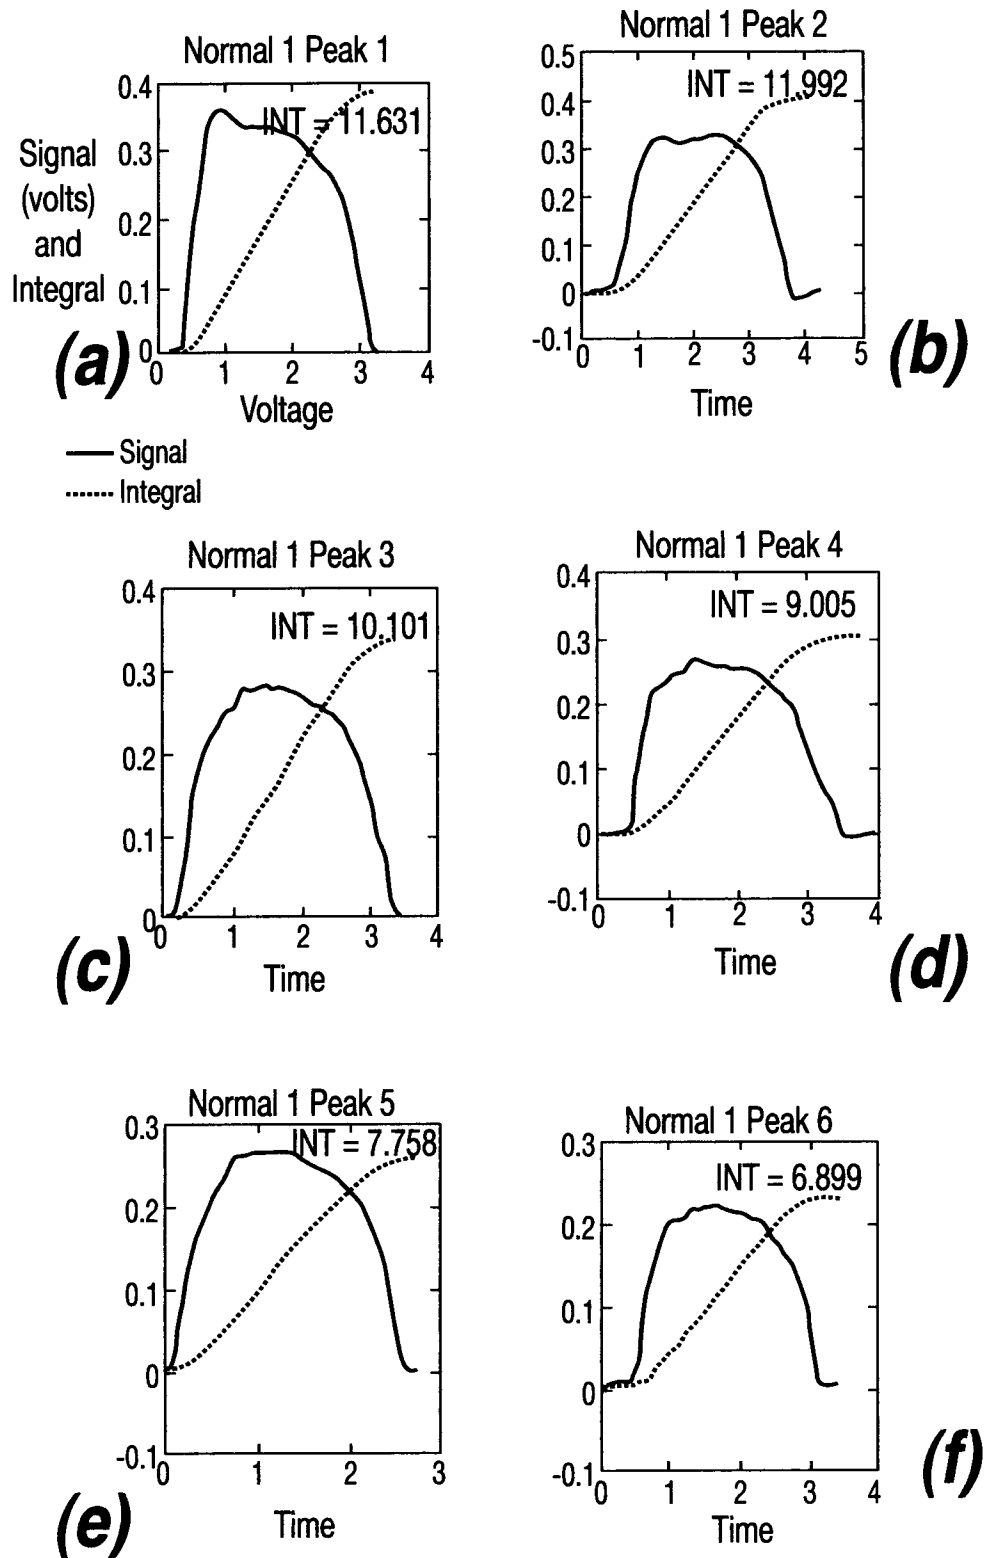 Normal 1 Peak 1
Signal
(volts)
and
Integral
0.4
0.3
0.2
0.1
0
INT = 11.631
0 1 2 3 4
Voltage
(a)
Signal
Integral
Normal 1 Peak 2
0.5
0.4
0.3
0.2
0.1
0
-0.1
INT = 11.992
0 1 2 3 4 5
Time
(b)
Normal 1 Peak 3
0.4
0.3
0.2
0.1
0
INT = 10.101
0 1 2 3 4
Time
(c)
Normal 1 Peak 4
0.4
0.3
0.2
0.1
0
-0.1
INT = 9.005
0 1 2 3 4
Time
(d)
Normal 1 Peak 5
0.3
0.2
0.1
0
-0.1
INT = 7.758
0 1 2 3
Time
(e)
Normal 1 Peak 6
0.3
0.2
0.1
0
-0.1
INT = 6.899
0 1 2 3 4
Time
(f)